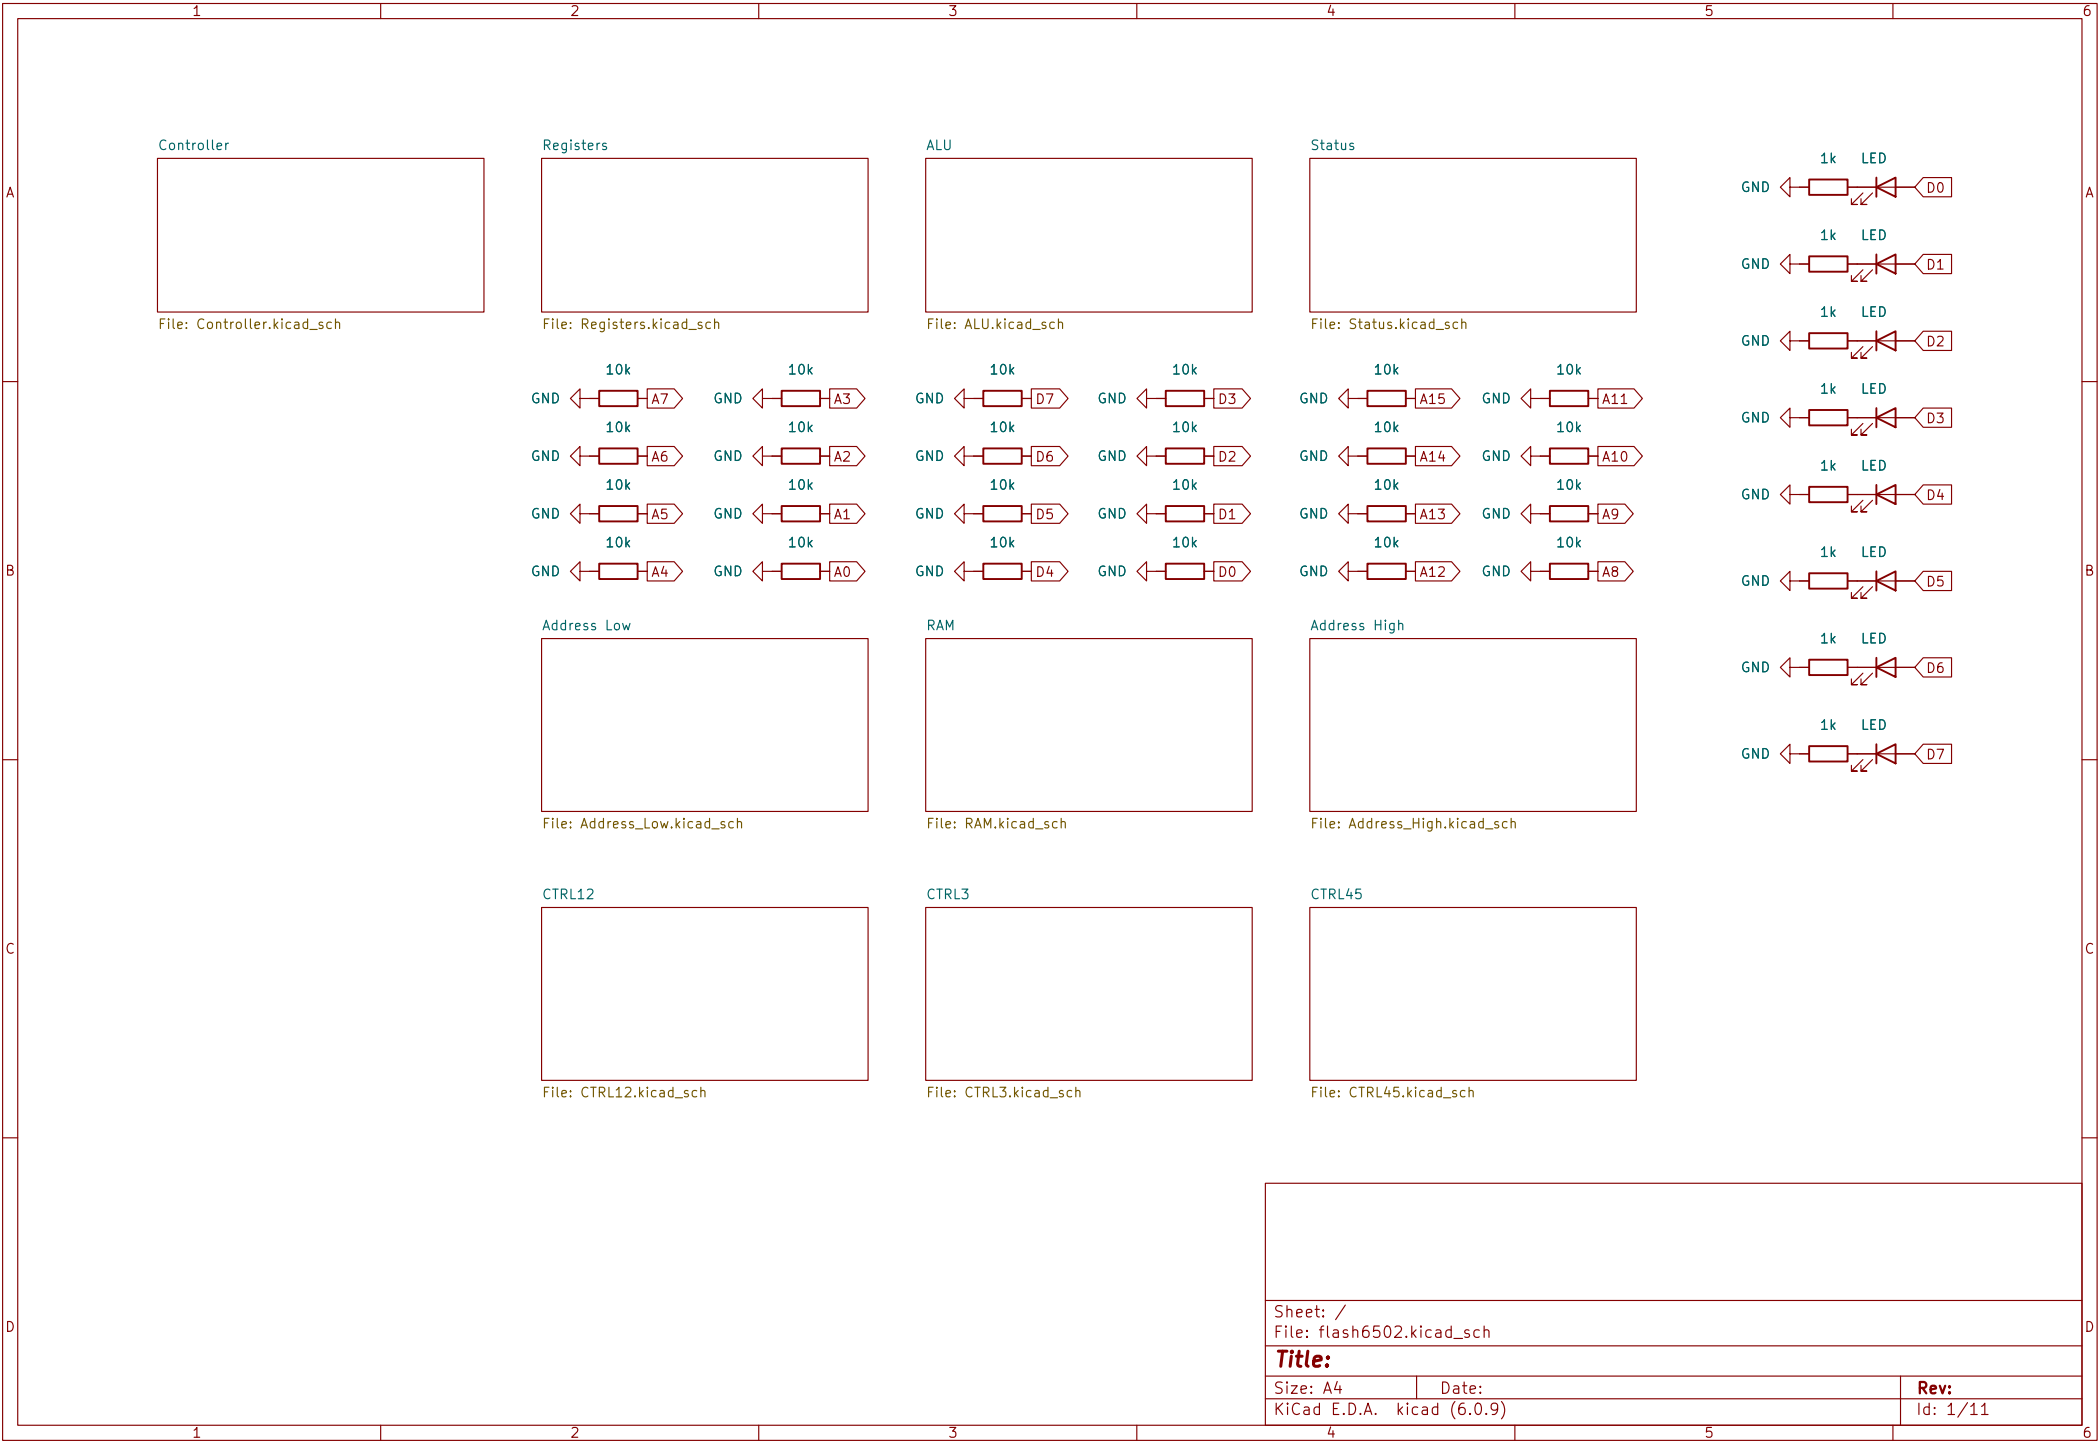 1 2 3 4 5 6
Controller Registers ALU Status
1k LED
GND D0
A A
1k LED
GND D1
1k LED
File: Controller.kicad_sch File: Registers.kicad_sch File: ALU.kicad_sch File: Status.kicad_sch
GND D2
10k 10k 10k 10k 10k 10k
1k LED
GND A7 GND A3 GND D7 GND D3 GND A15 GND A11
GND D3
10k 10k 10k 10k 10k 10k
GND A6 GND A2 GND D6 GND D2 GND A14 GND A10
1k LED
10k 10k 10k 10k 10k 10k
GND D4
GND A5 GND A1 GND D5 GND D1 GND A13 GND A9
10k 10k 10k 10k 10k 10k
1k LED
B GND A4 GND A0 GND D4 GND D0 GND A12 GND A8 B
GND D5
Address Low RAM Address High
1k LED
GND D6
1k LED
GND D7
File: Address_Low.kicad_sch File: RAM.kicad_sch File: Address_High.kicad_sch
CTRL12 CTRL3 CTRL45
C C
File: CTRL12.kicad_sch File: CTRL3.kicad_sch File: CTRL45.kicad_sch
Sheet: /
D D
File: flash6502.kicad_sch
Title:
Size: A4 Date: Rev:
KiCad E.D.A. kicad (6.0.9) Id: 1/11
1 2 3 4 5 6